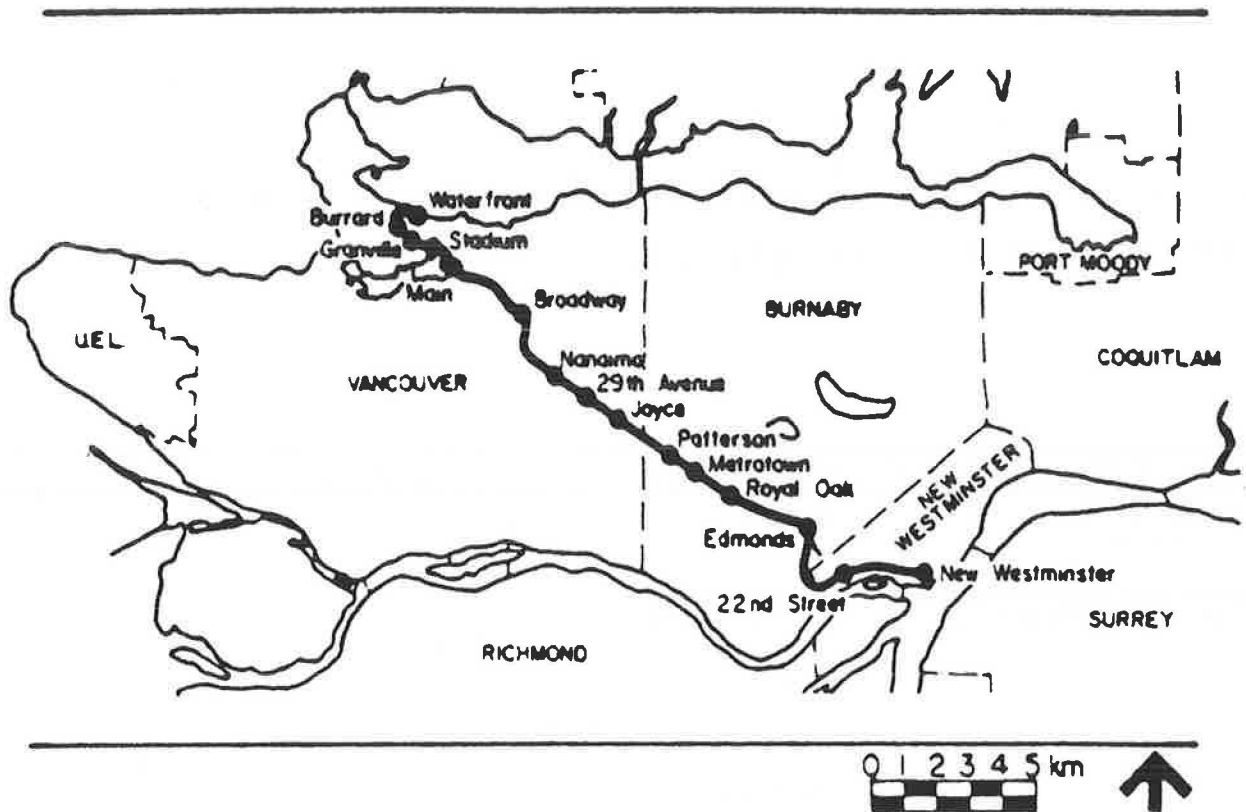 Waterfront
Burrard
Granville
Stadium
Main
Broadway
PORT MOODY
BURNABY
UEL
VANCOUVER
Nanaimo
COQUITLAM
29th Avenue
Joyce
Patterson
Metrotown
Royal Oak
NEW
WESTMINSTER
Edmonds
New Westminster
22nd Street
SURREY
RICHMOND
0 1 2 3 4 5 km